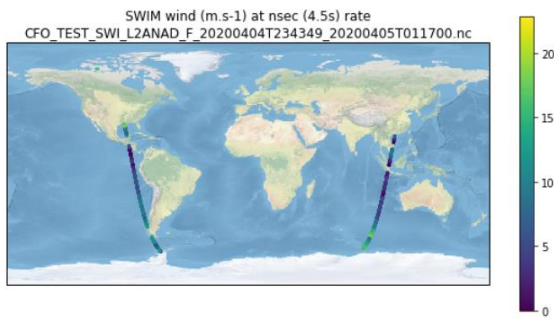 SWIM wind (m.s-1) at nsec (4.5s) rate
CFO_TEST_SWI_L2ANAD_F_20200404T234349_20200405T011700.nc
20
15
10
5
0